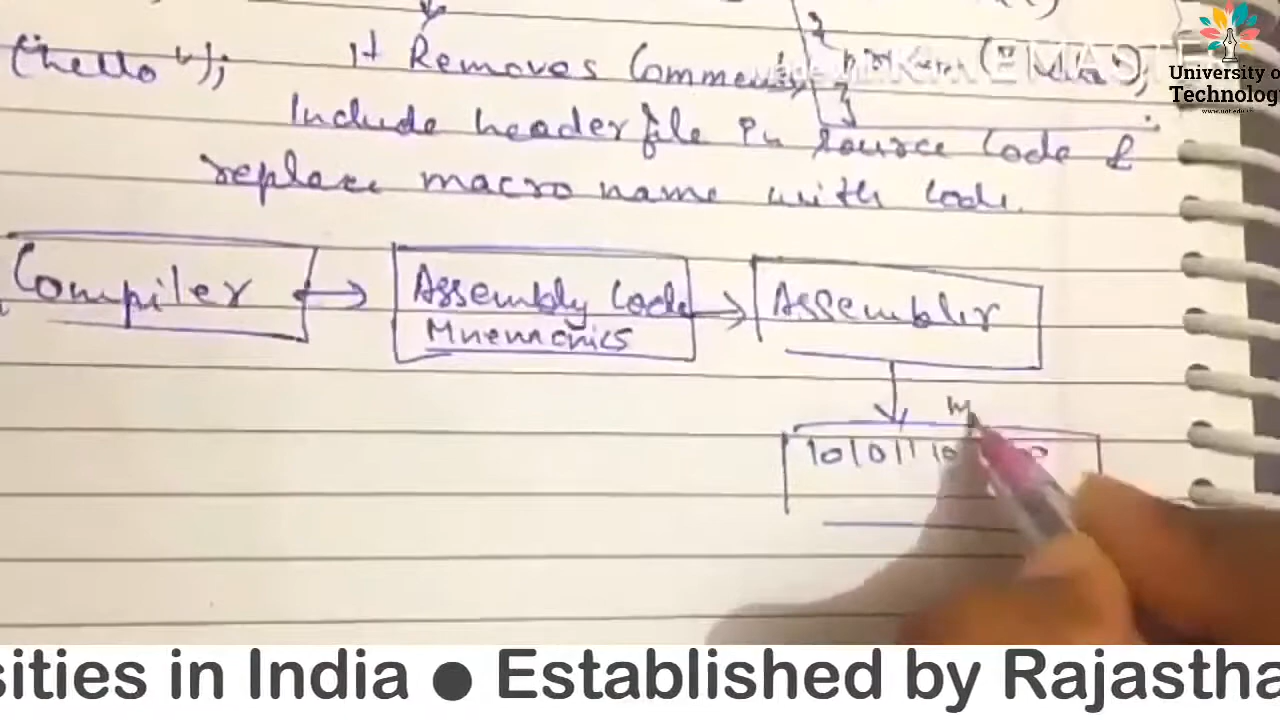 ("hello");
It Removes Comments,
Include header file in source Code &
replace macro name with code.
Compiler
Assembly Code
Mnemonics
Assembler
M
University of
Technology
sities in India ● Established by Rajastha